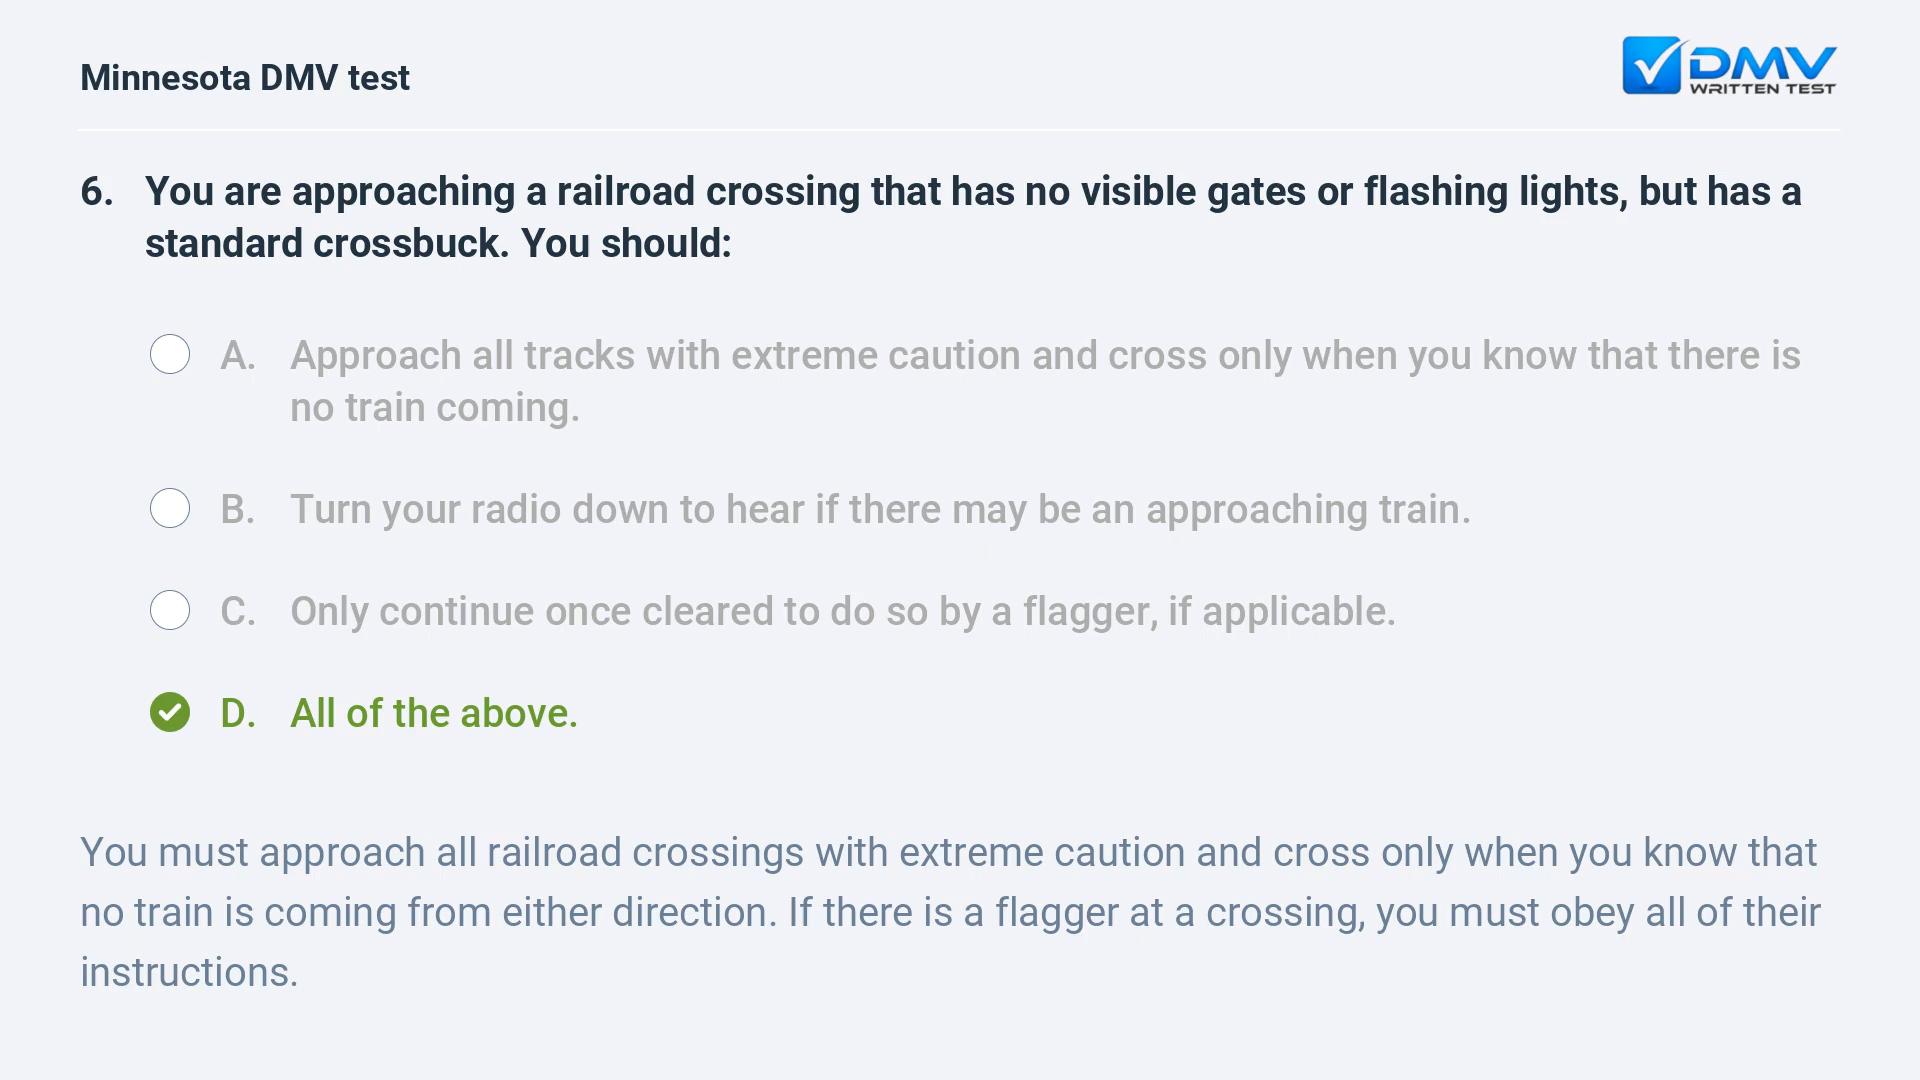 Minnesota DMV test
DMV
WRITTEN TEST
6. You are approaching a railroad crossing that has no visible gates or flashing lights, but has a
standard crossbuck. You should:
A. Approach all tracks with extreme caution and cross only when you know that there is
no train coming.
B. Turn your radio down to hear if there may be an approaching train.
C. Only continue once cleared to do so by a flagger, if applicable.
D. All of the above.
You must approach all railroad crossings with extreme caution and cross only when you know that
no train is coming from either direction. If there is a flagger at a crossing, you must obey all of their
instructions.